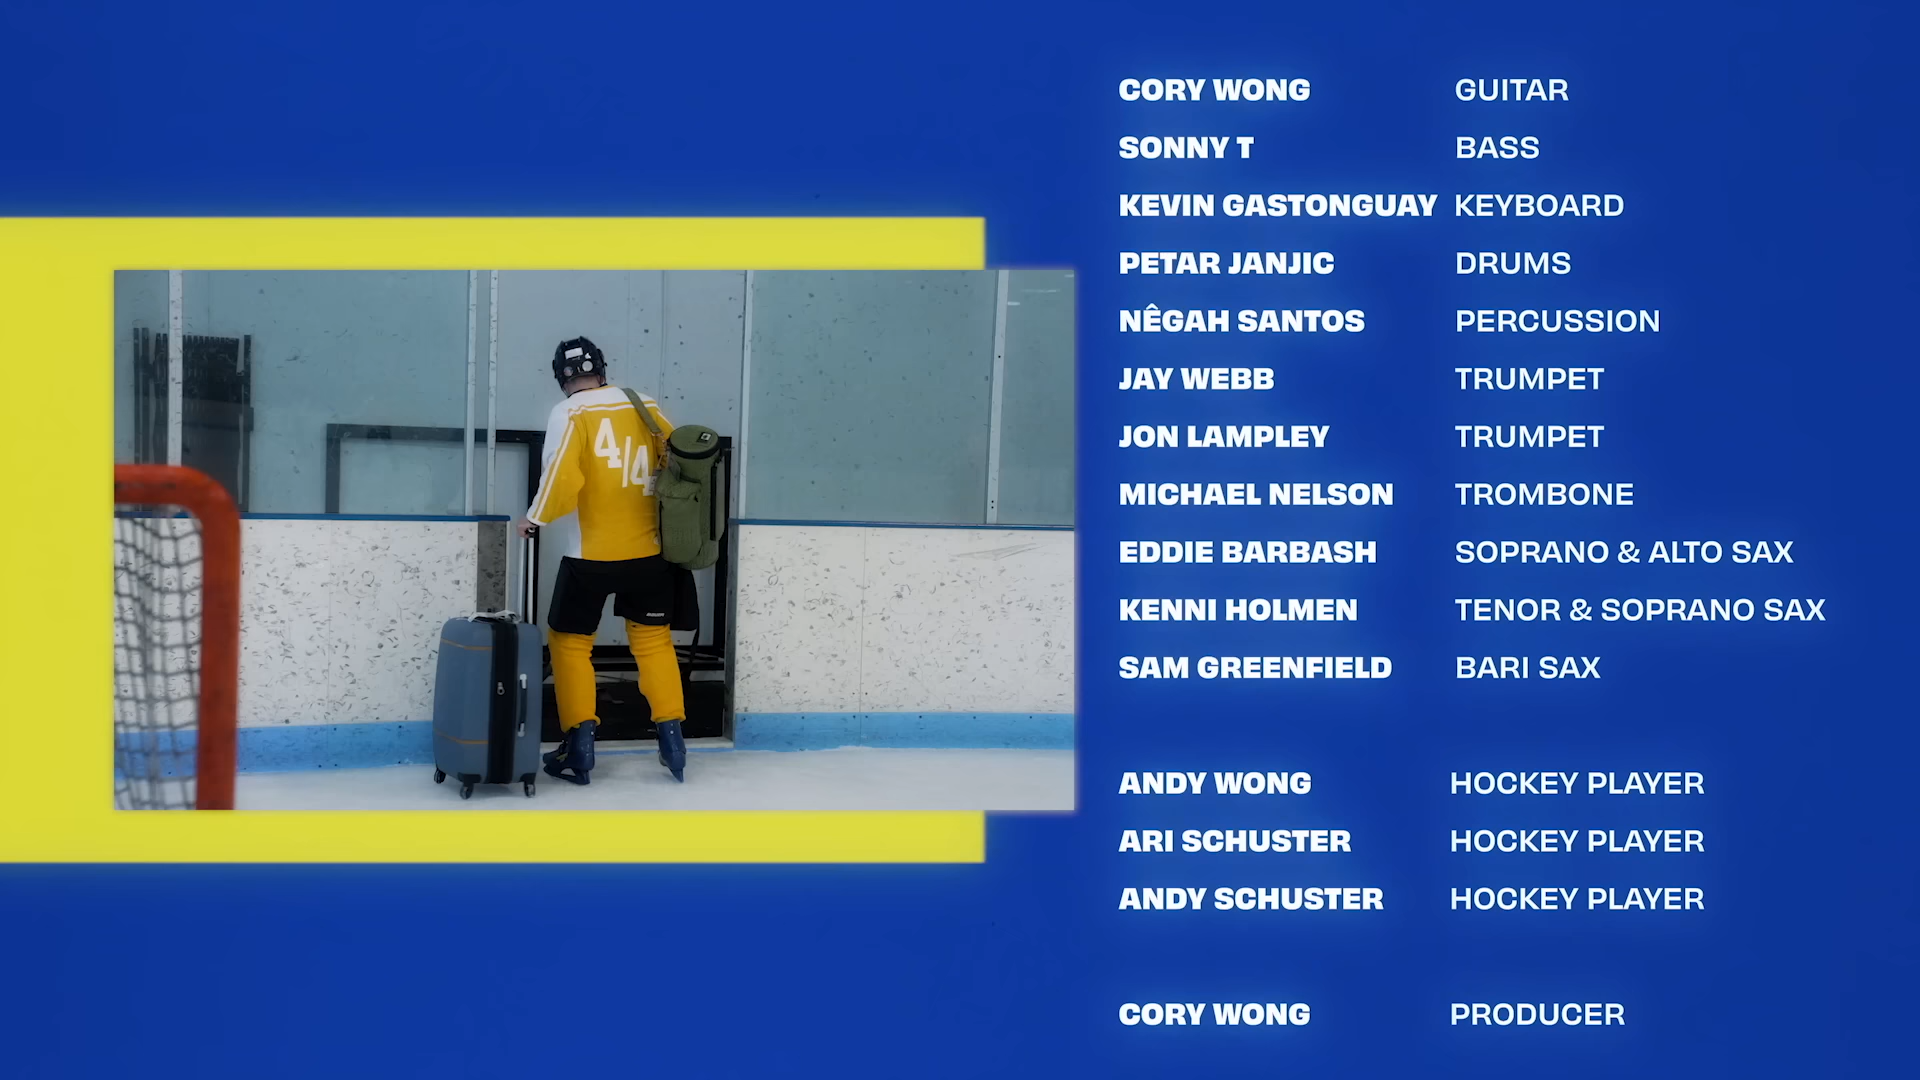 CORY WONG GUITAR
SONNY T BASS
KEVIN GASTONGUAY KEYBOARD
PETAR JANJIC DRUMS
NÊGAH SANTOS PERCUSSION
JAY WEBB TRUMPET
JON LAMPLEY TRUMPET
MICHAEL NELSON TROMBONE
EDDIE BARBASH SOPRANO & ALTO SAX
KENNI HOLMEN TENOR & SOPRANO SAX
SAM GREENFIELD BARI SAX
ANDY WONG HOCKEY PLAYER
ARI SCHUSTER HOCKEY PLAYER
ANDY SCHUSTER HOCKEY PLAYER
CORY WONG PRODUCER
4/4